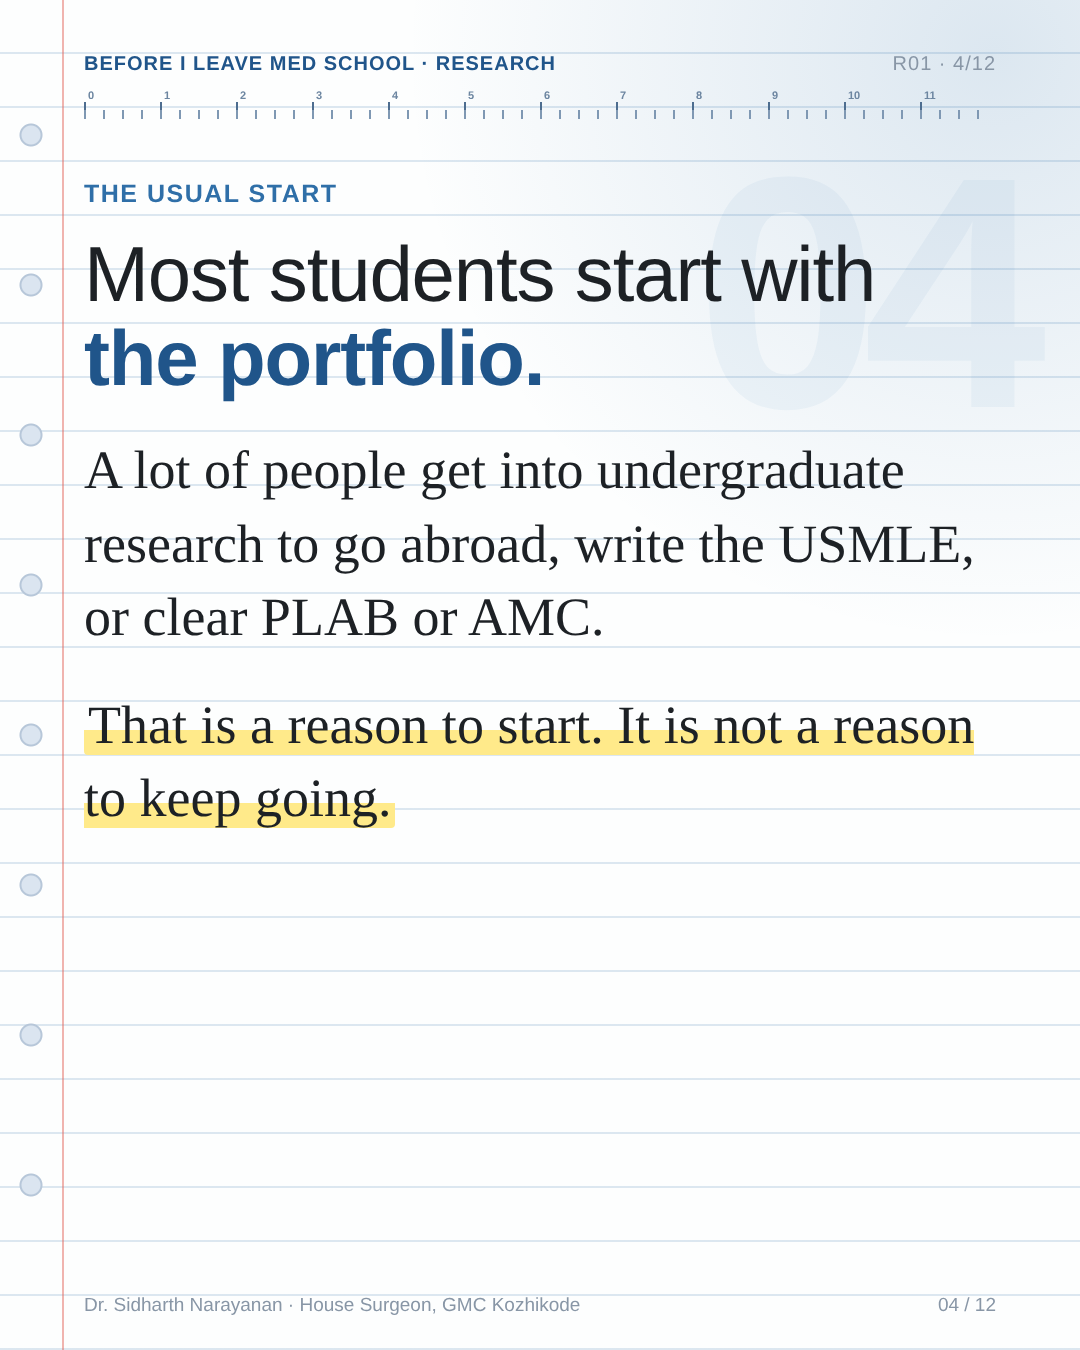 BEFORE I LEAVE MED SCHOOL · RESEARCH
R01 · 4/12
0 1 2 3 4 5 6 7 8 9 10 11
THE USUAL START
04
Most students start with
the portfolio.
A lot of people get into undergraduate
research to go abroad, write the USMLE,
or clear PLAB or AMC.
That is a reason to start. It is not a reason
to keep going.
Dr. Sidharth Narayanan · House Surgeon, GMC Kozhikode
04 / 12